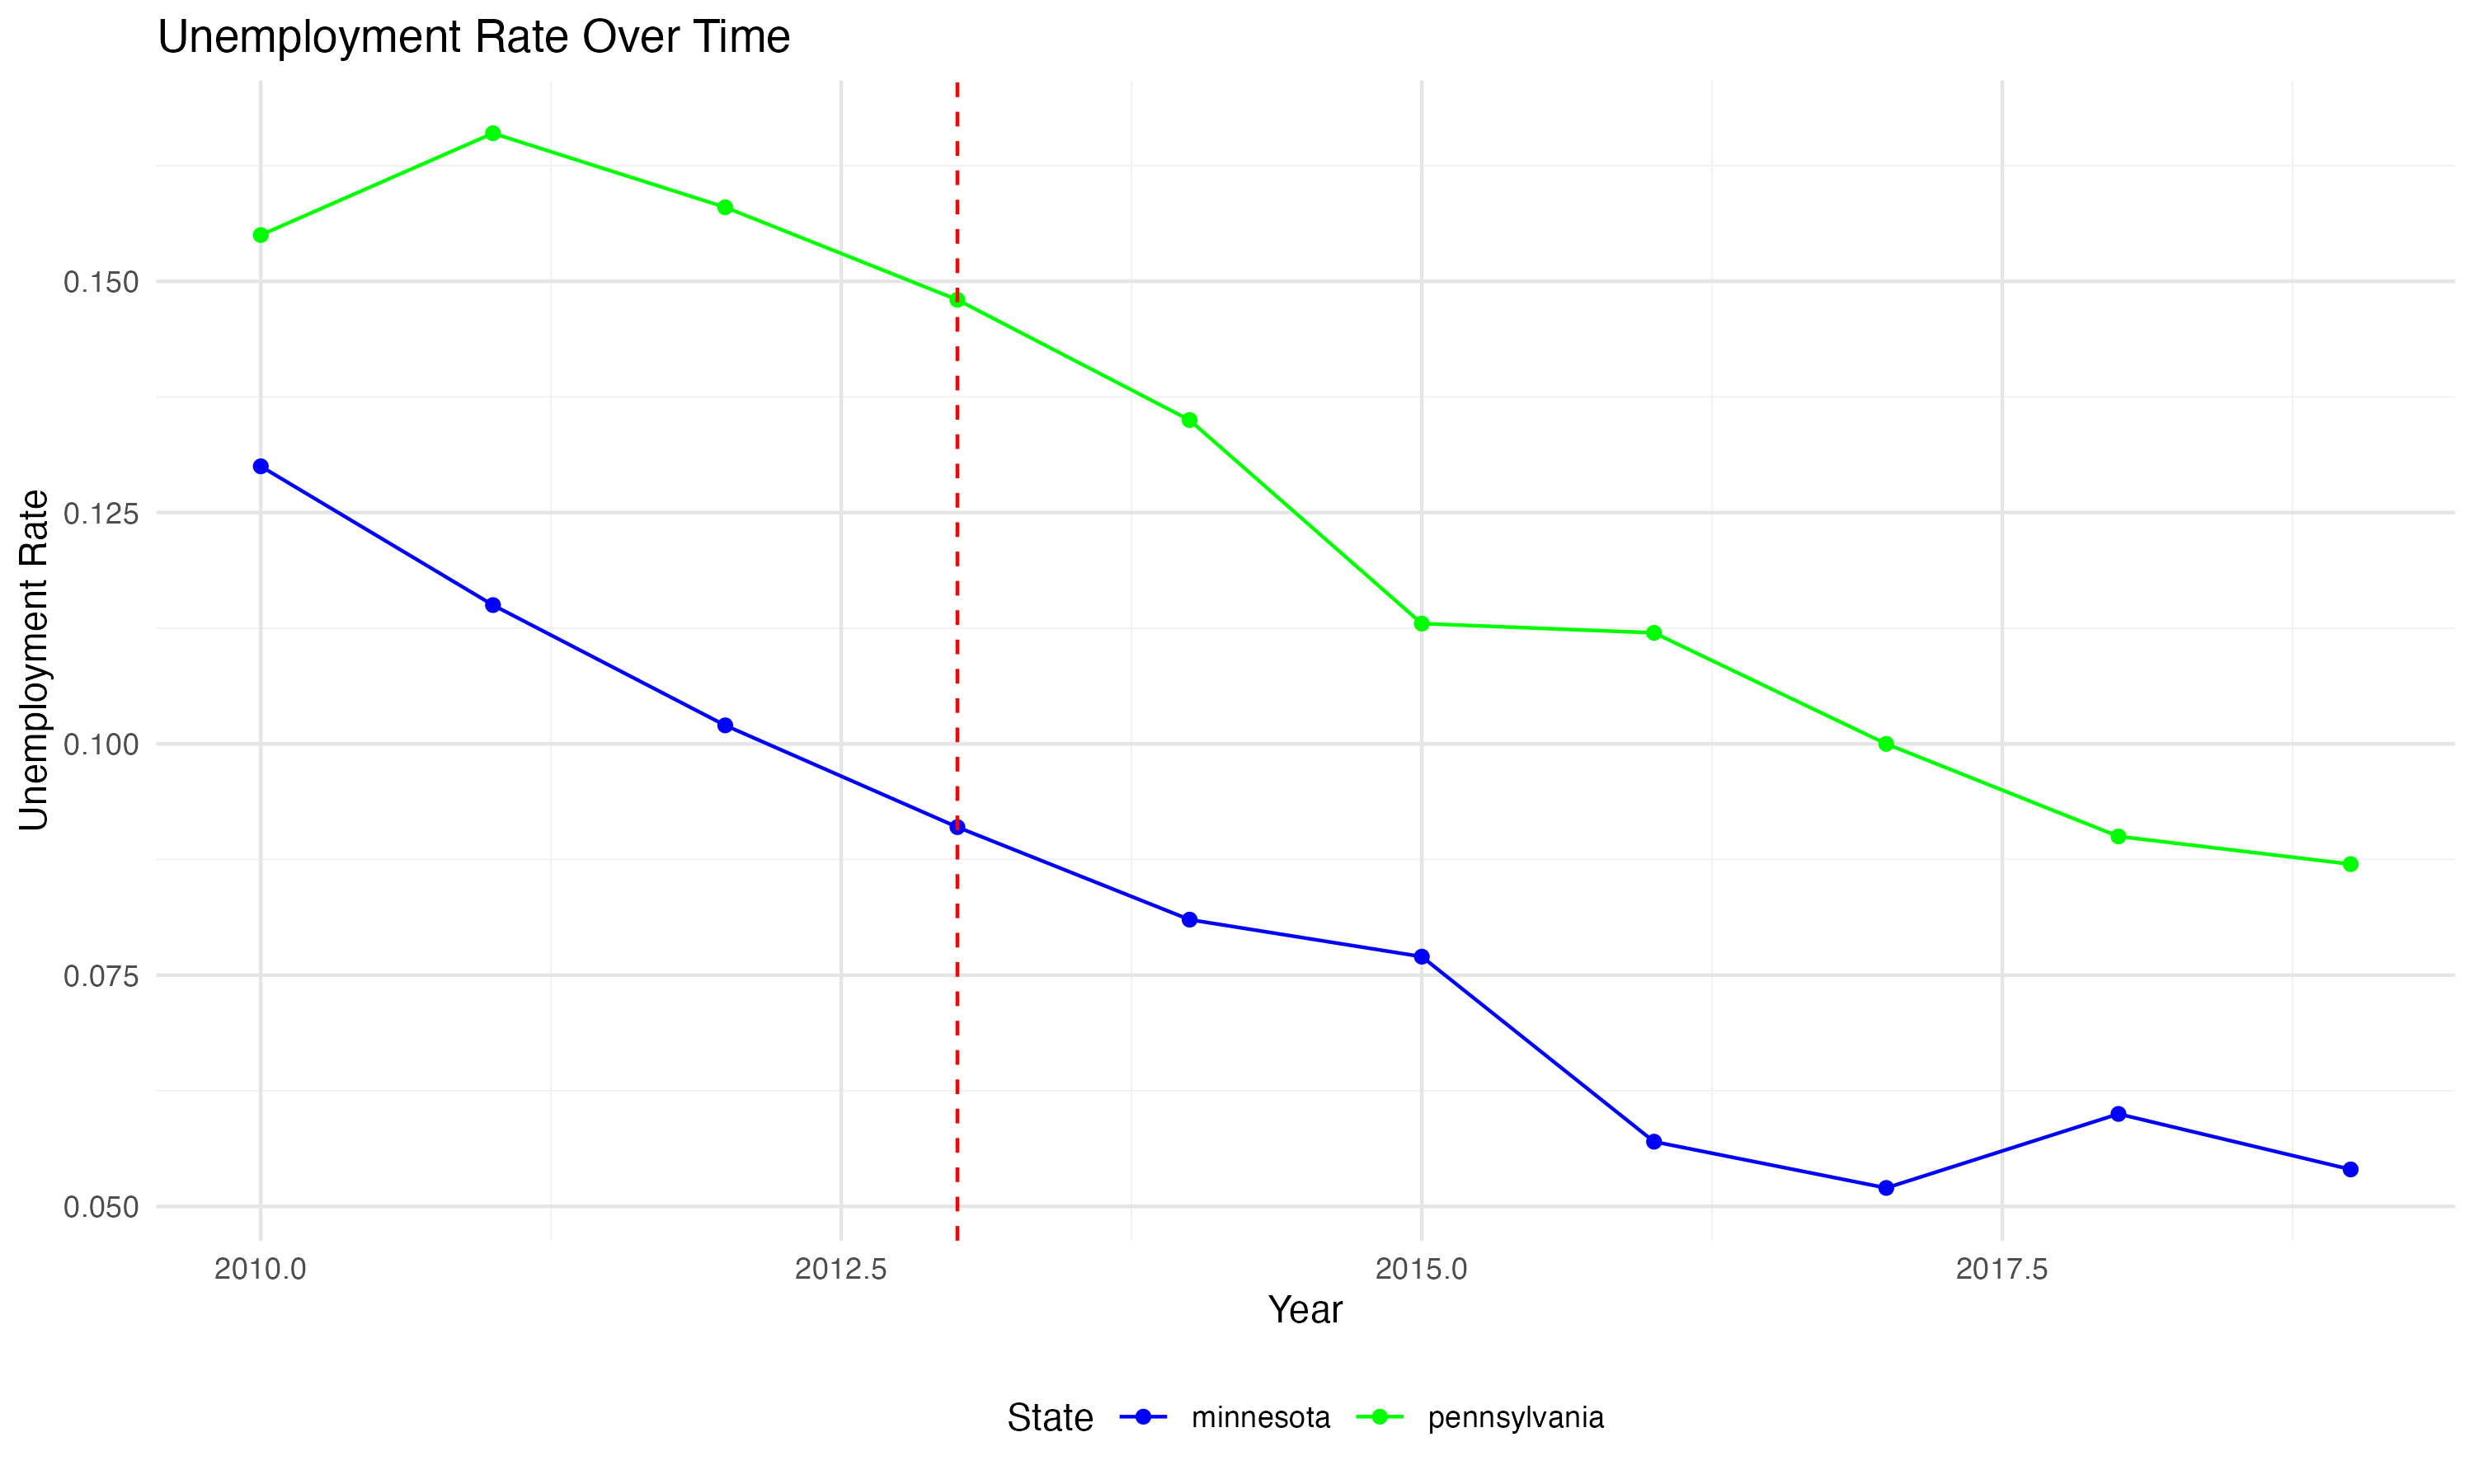 Unemployment Rate Over Time
Unemployment Rate
0.150
0.125
0.100
0.075
0.050
2010.0 2012.5 2015.0 2017.5
Year
State minnesota pennsylvania